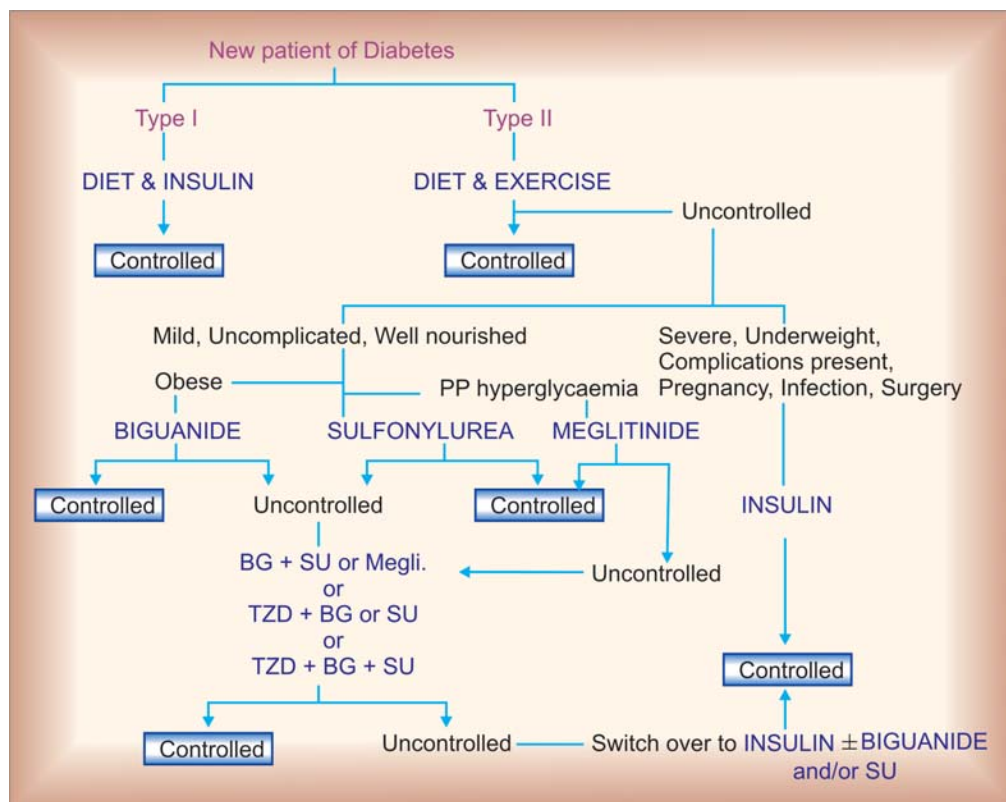 New patient of Diabetes
Type I
Type II
DIET & INSULIN
DIET & EXERCISE
Uncontrolled
Controlled
Controlled
Mild, Uncomplicated, Well nourished
Severe, Underweight,
Complications present,
Pregnancy, Infection, Surgery
Obese
PP hyperglycaemia
BIGUANIDE
SULFONYLUREA
MEGLITINIDE
Controlled
Uncontrolled
Controlled
INSULIN
BG + SU or Megli.
or
TZD + BG or SU
or
TZD + BG + SU
Uncontrolled
Controlled
Controlled
Uncontrolled
Switch over to INSULIN ± BIGUANIDE
and/or SU